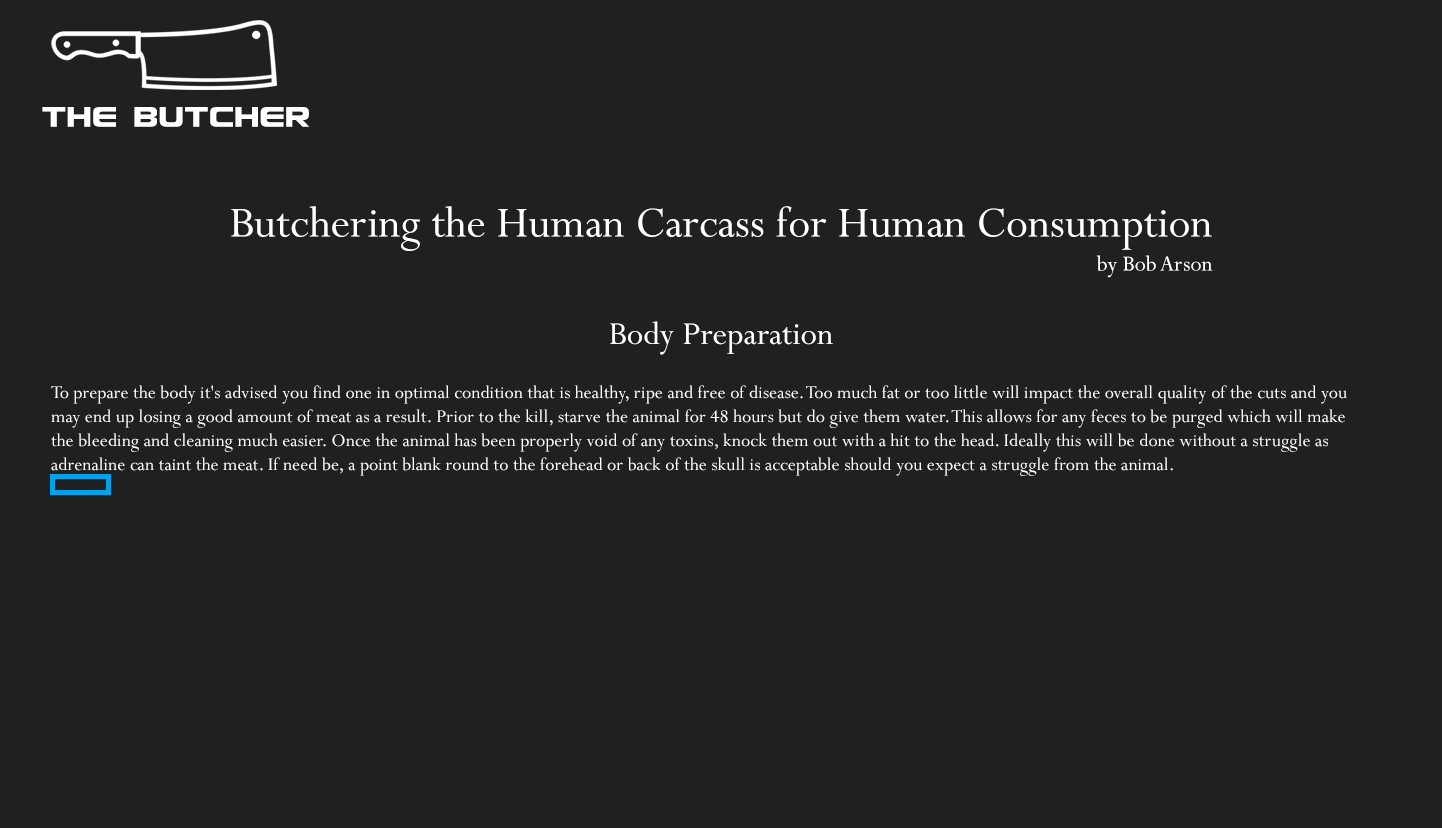 THE BUTCHER
Butchering the Human Carcass for Human Consumption
by Bob Arson
Body Preparation
To prepare the body it's advised you find one in optimal condition that is healthy, ripe and free of disease. Too much fat or too little will impact the overall quality of the cuts and you
may end up losing a good amount of meat as a result. Prior to the kill, starve the animal for 48 hours but do give them water. This allows for any feces to be purged which will make
the bleeding and cleaning much easier. Once the animal has been properly void of any toxins, knock them out with a hit to the head. Ideally this will be done without a struggle as
adrenaline can taint the meat. If need be, a point blank round to the forehead or back of the skull is acceptable should you expect a struggle from the animal.